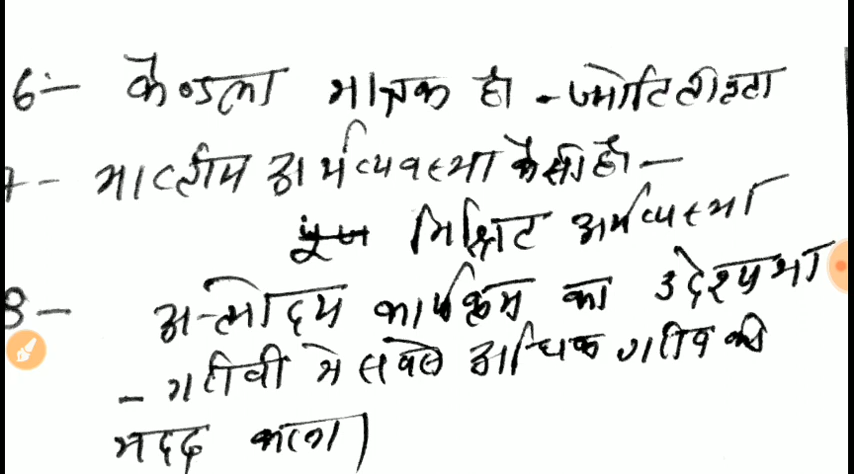 6:- कैण्डला मात्रक है - ज्योति तीव्रता
7- भारतीय अर्थव्यवस्था कैसी है -
मिश्रित अर्थव्यवस्था
8- अन्त्योदय कार्यक्रम का उद्देश्य था
- गरीबो मे सबसे अधिक गरीब की
मदद करना।